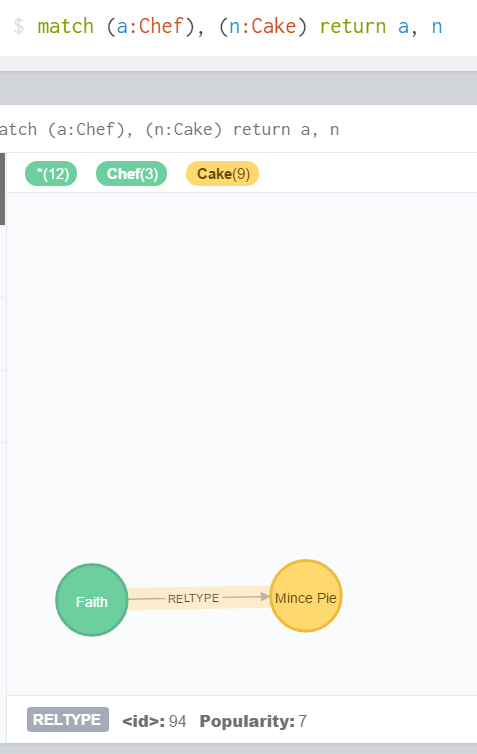 $ match (a:Chef), (n:Cake) return a, n
atch (a:Chef), (n:Cake) return a, n
*(12) Chef(3) Cake(9)
Faith RELTYPE Mince Pie
RELTYPE <id>: 94 Popularity: 7